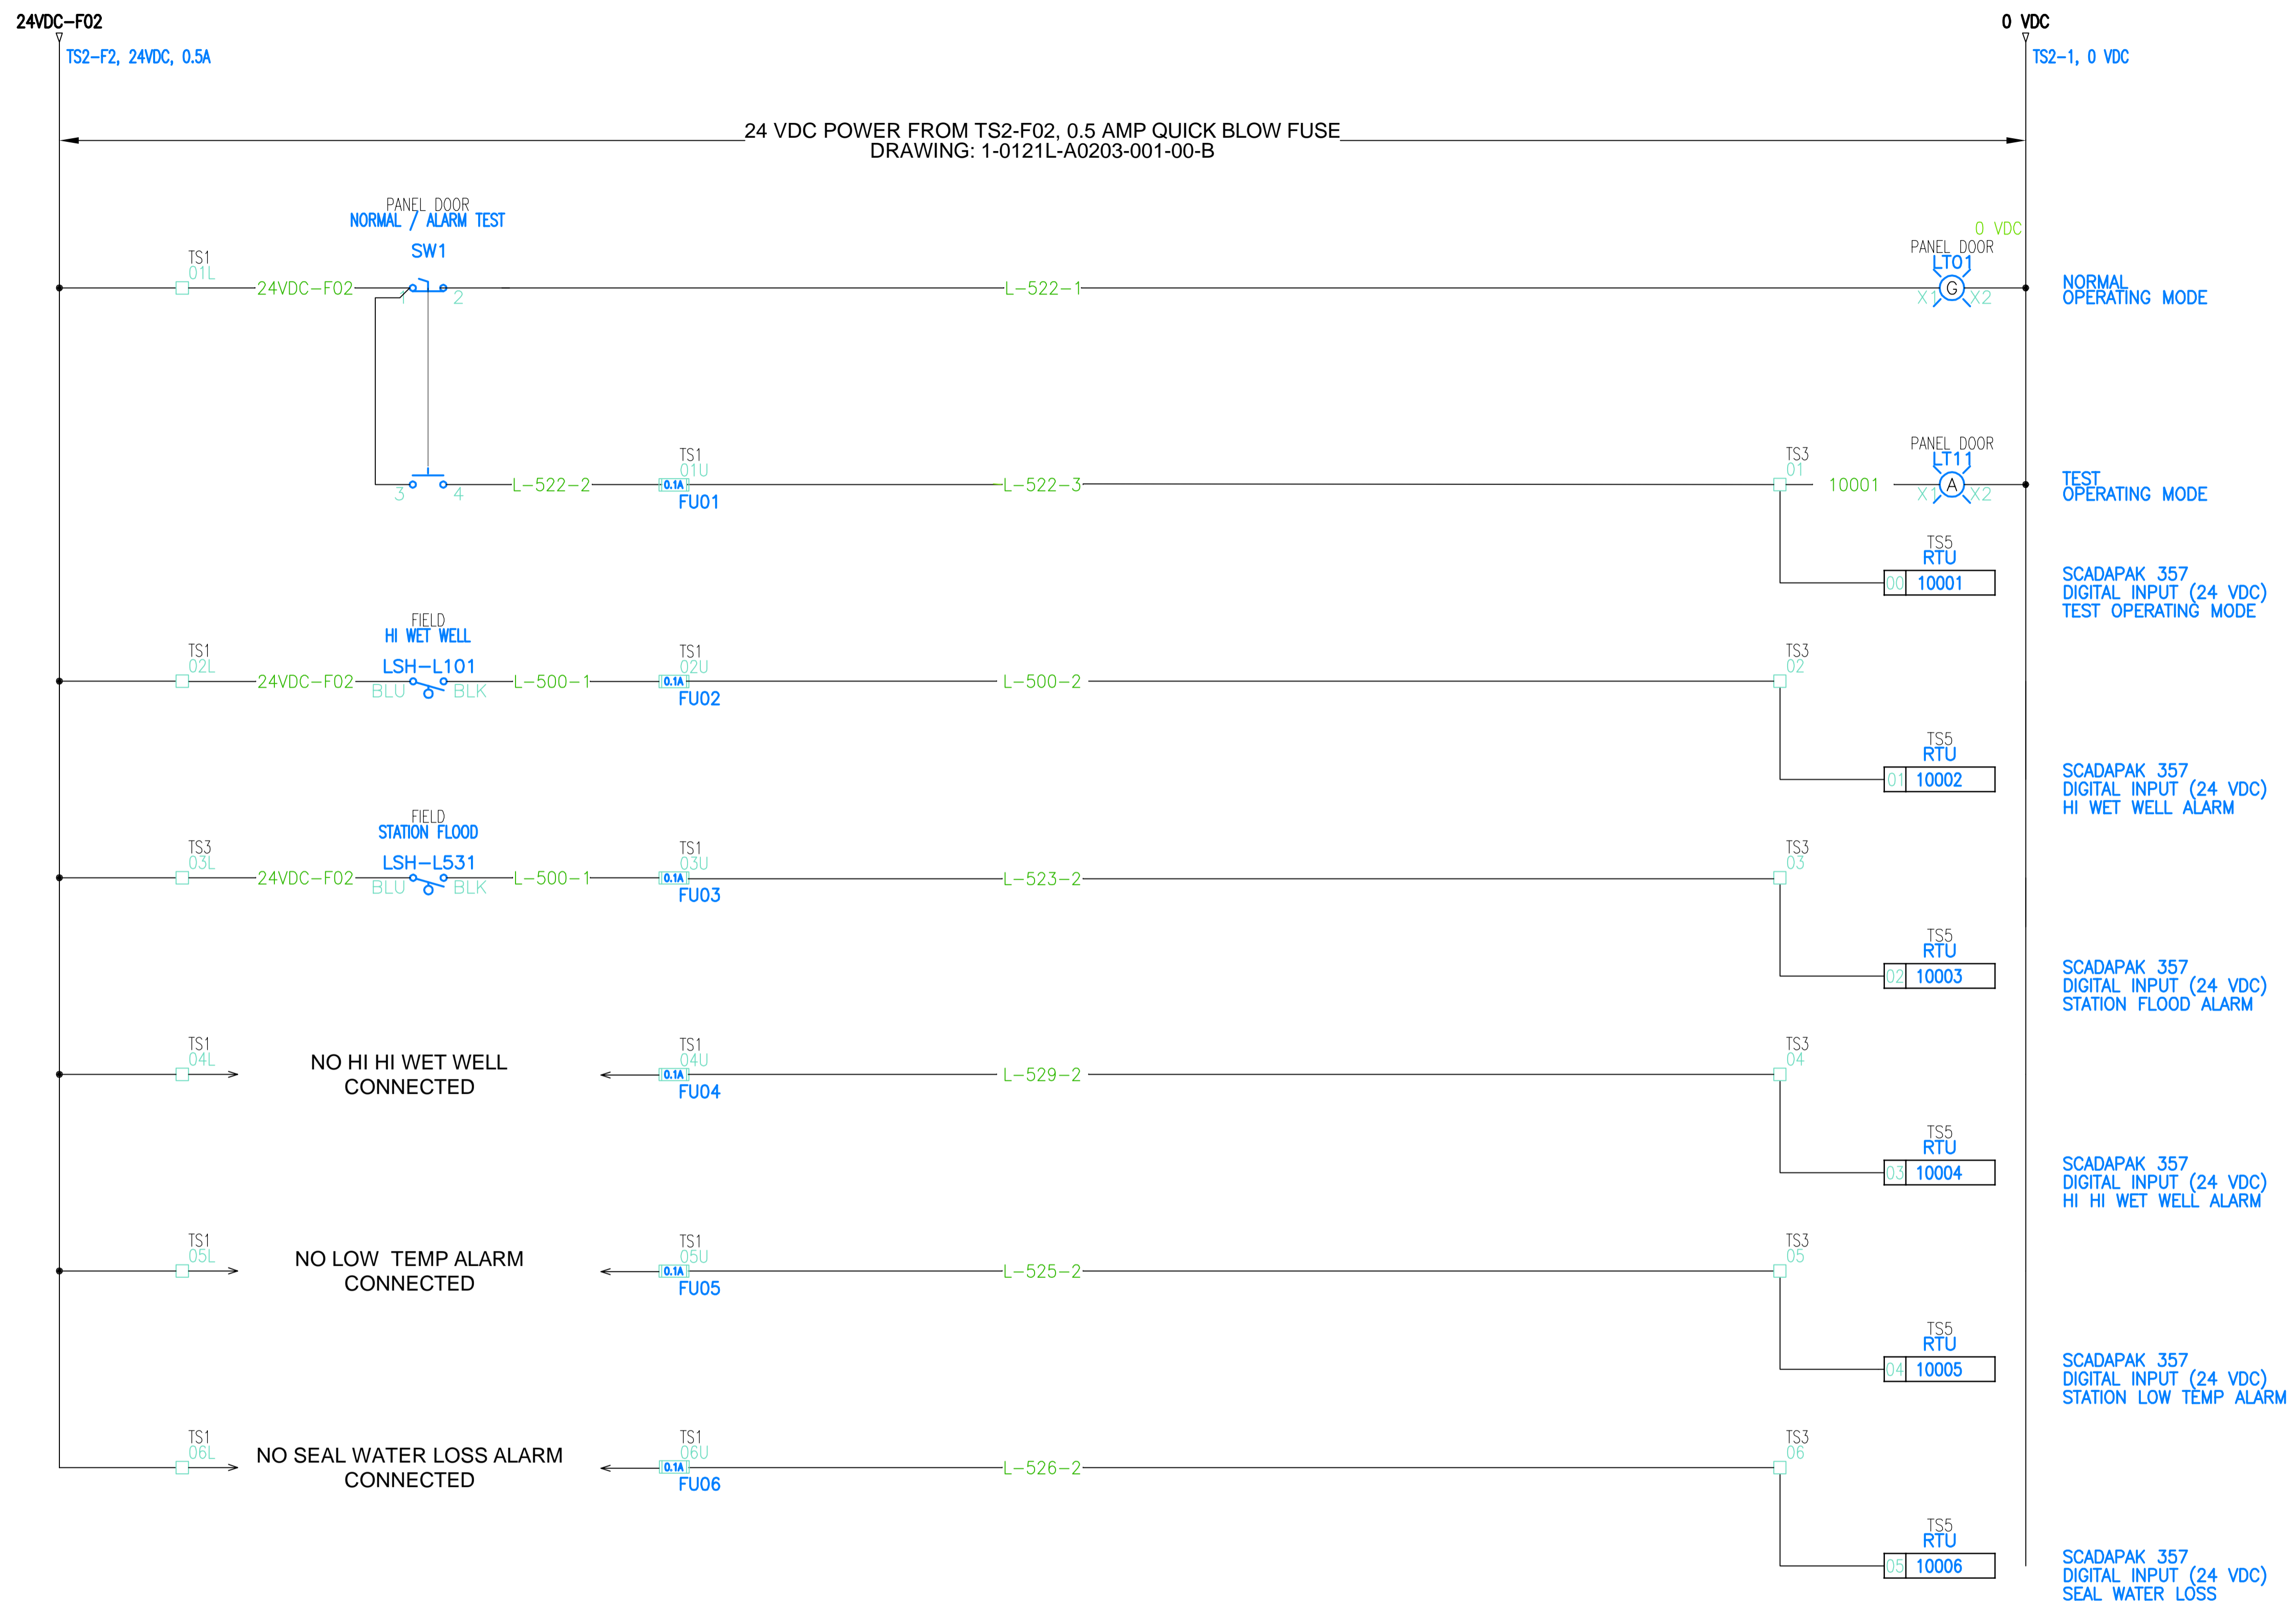 24VDC-F02
0 VDC
TS2-F2, 24VDC, 0.5A
TS2-1, 0 VDC
24 VDC POWER FROM TS2-F02, 0.5 AMP QUICK BLOW FUSE
DRAWING: 1-0121L-A0203-001-00-B
PANEL DOOR
NORMAL / ALARM TEST
SW1
TS1
01L
24VDC-F02
1
2
L-522-1
0 VDC
PANEL DOOR
LT01
X1
G
X2
NORMAL
OPERATING MODE
3
4
L-522-2
TS1
01U
0.1A
FU01
L-522-3
TS3
01
10001
PANEL DOOR
LT11
X1
A
X2
TEST
OPERATING MODE
TS5
RTU
00
10001
SCADAPAK 357
DIGITAL INPUT (24 VDC)
TEST OPERATING MODE
FIELD
HI WET WELL
LSH-L101
TS1
02L
24VDC-F02
BLU
BLK
L-500-1
TS1
02U
0.1A
FU02
L-500-2
TS3
02
TS5
RTU
01
10002
SCADAPAK 357
DIGITAL INPUT (24 VDC)
HI WET WELL ALARM
FIELD
STATION FLOOD
LSH-L531
TS3
03L
24VDC-F02
BLU
BLK
L-500-1
TS1
03U
0.1A
FU03
L-523-2
TS3
03
TS5
RTU
02
10003
SCADAPAK 357
DIGITAL INPUT (24 VDC)
STATION FLOOD ALARM
TS1
04L
NO HI HI WET WELL
CONNECTED
TS1
04U
0.1A
FU04
L-529-2
TS3
04
TS5
RTU
03
10004
SCADAPAK 357
DIGITAL INPUT (24 VDC)
HI HI WET WELL ALARM
TS1
05L
NO LOW TEMP ALARM
CONNECTED
TS1
05U
0.1A
FU05
L-525-2
TS3
05
TS5
RTU
04
10005
SCADAPAK 357
DIGITAL INPUT (24 VDC)
STATION LOW TEMP ALARM
TS1
06L
NO SEAL WATER LOSS ALARM
CONNECTED
TS1
06U
0.1A
FU06
L-526-2
TS3
06
TS5
RTU
05
10006
SCADAPAK 357
DIGITAL INPUT (24 VDC)
SEAL WATER LOSS